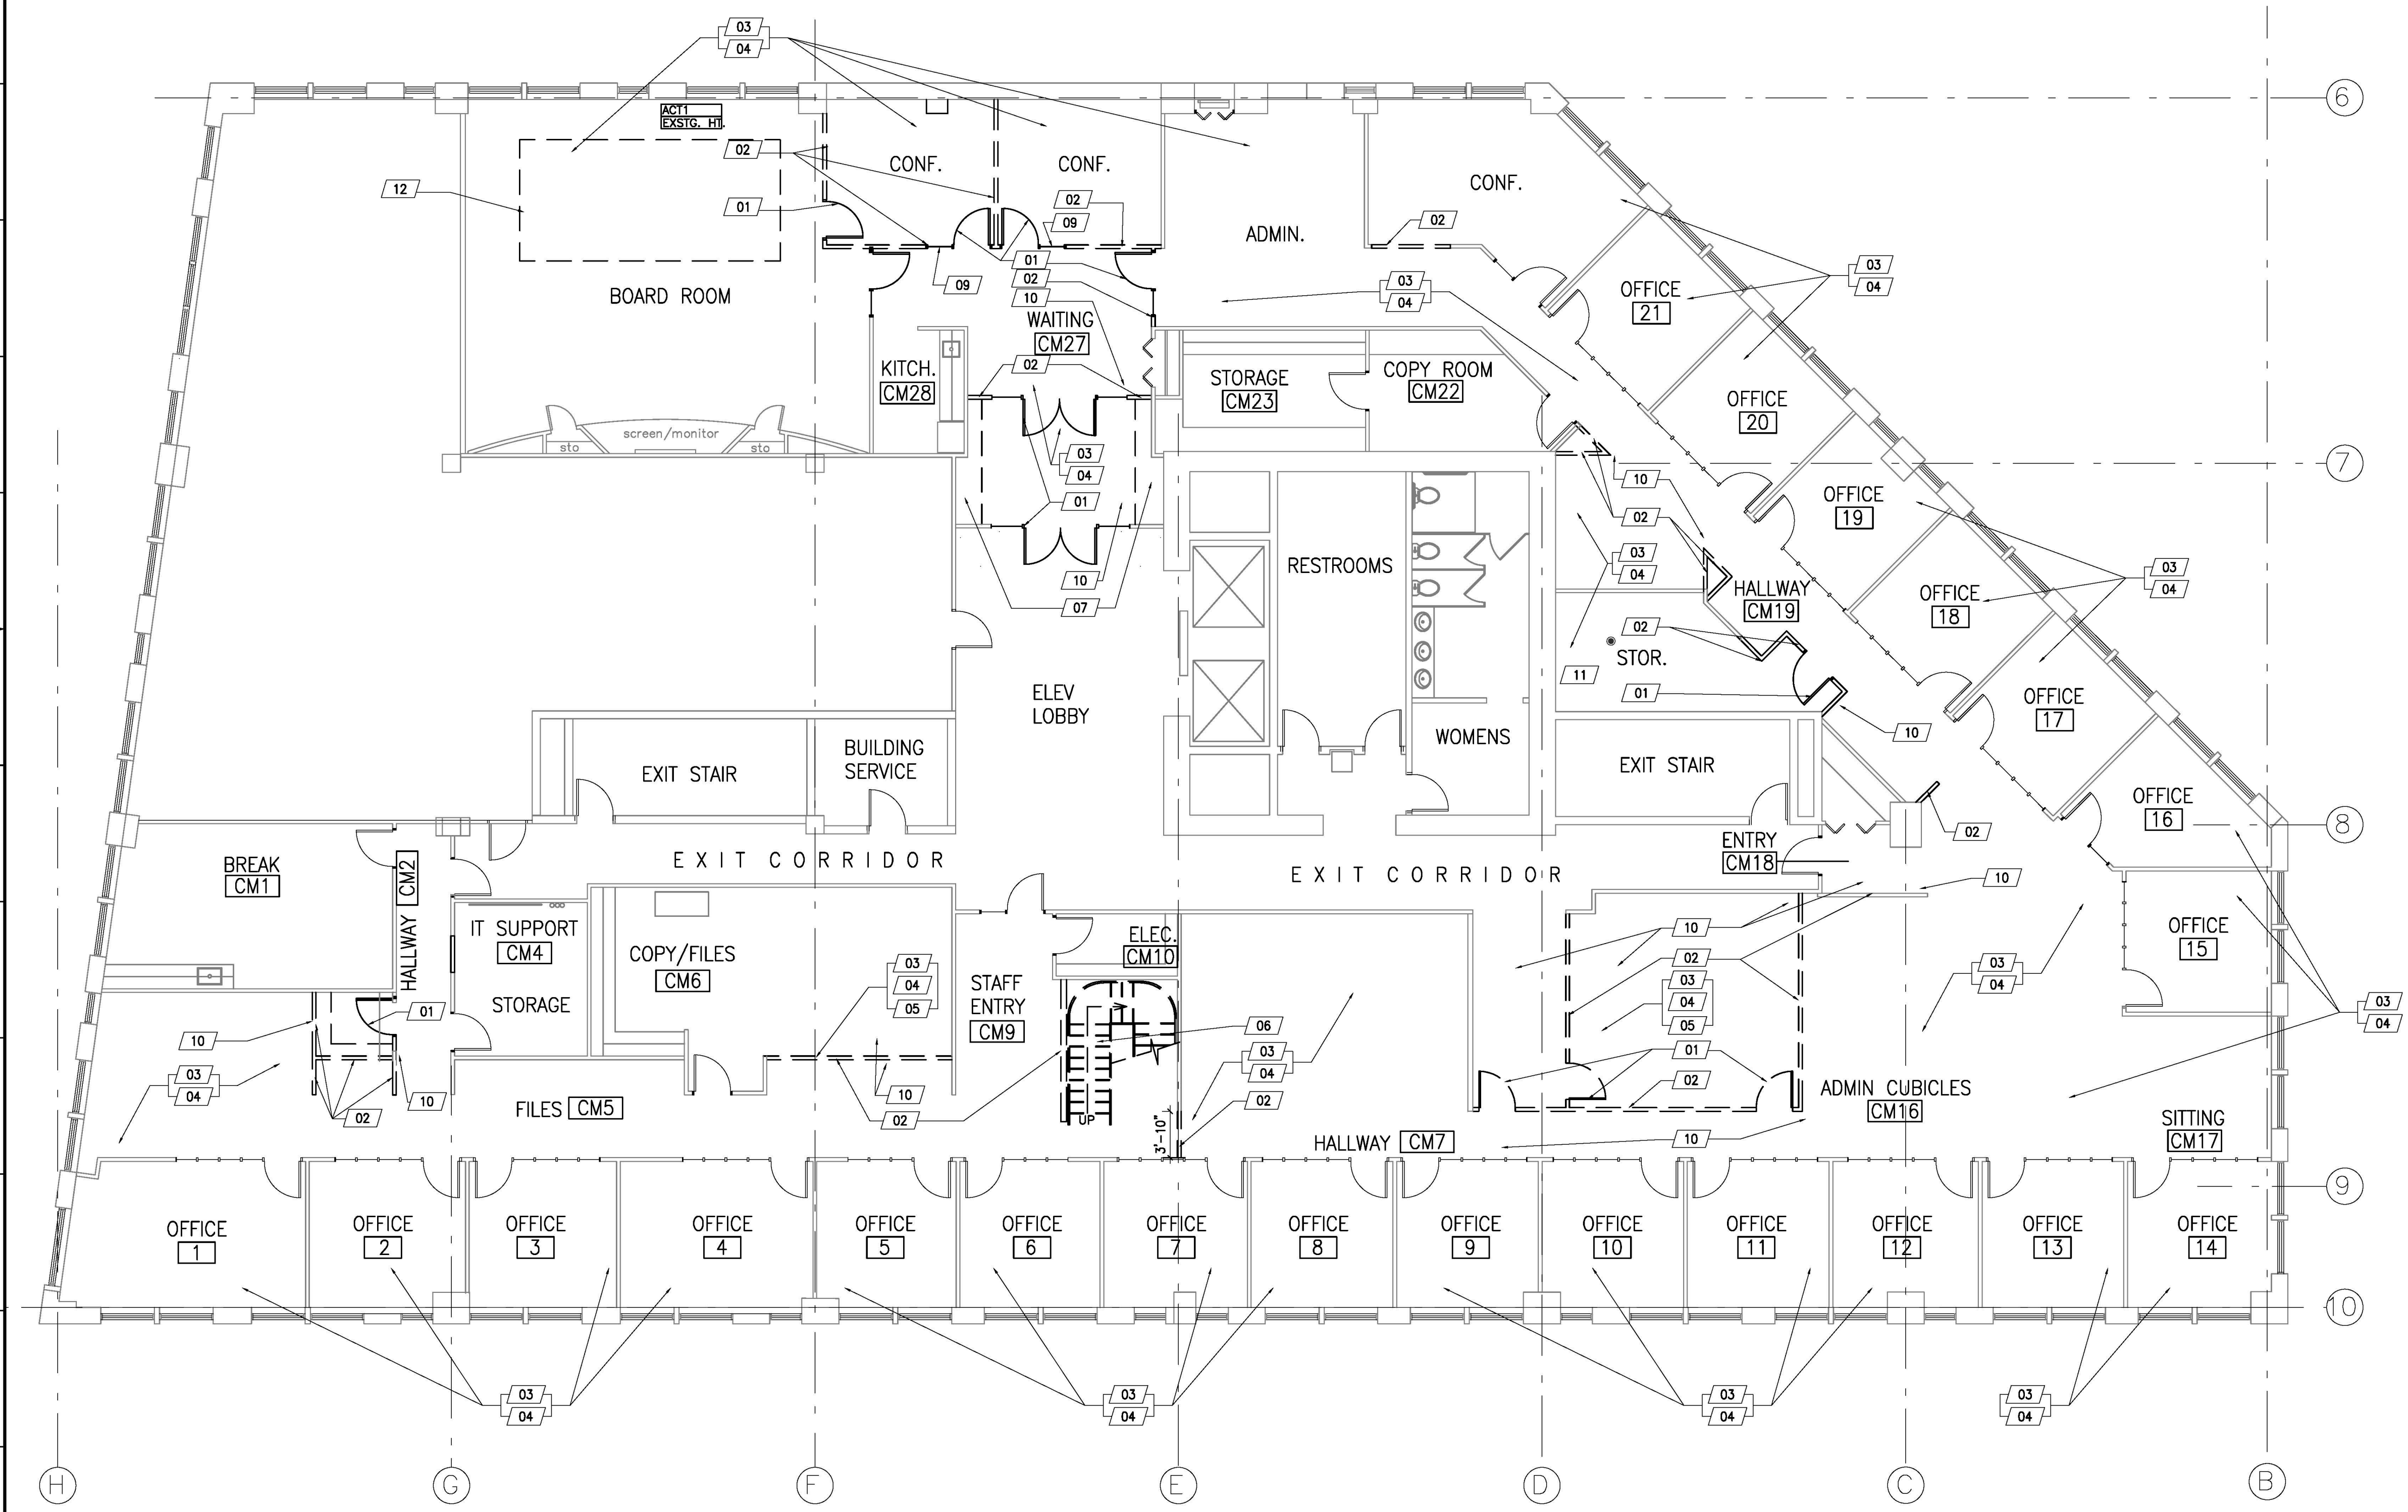 03
04
6
ACT1
EXSTG. HT.
02
CONF.
CONF.
CONF.
12
01
02
09
02
ADMIN.
01
02
10
09
03
04
03
04
BOARD ROOM
OFFICE
21
WAITING
CM27
02
KITCH.
CM28
STORAGE
CM23
COPY ROOM
CM22
OFFICE
20
screen/monitor
sto
sto
03
04
01
7
10
02
OFFICE
19
RESTROOMS
03
04
10
07
HALLWAY
CM19
OFFICE
18
03
04
02
STOR.
11
01
ELEV
LOBBY
OFFICE
17
10
WOMENS
BUILDING
SERVICE
EXIT STAIR
EXIT STAIR
OFFICE
16
8
02
ENTRY
CM18
EXIT CORRIDOR
EXIT CORRIDOR
BREAK
CM1
HALLWAY CM2
10
IT SUPPORT
CM4
STORAGE
COPY/FILES
CM6
03
04
05
STAFF
ENTRY
CM9
ELEC.
CM10
10
02
03
04
05
OFFICE
15
03
04
03
04
01
10
06
03
04
02
01
02
03
04
10
02
10
02
UP
3'-10"
FILES CM5
ADMIN CUBICLES
CM16
SITTING
CM17
HALLWAY CM7
10
9
OFFICE
1
OFFICE
2
OFFICE
3
OFFICE
4
OFFICE
5
OFFICE
6
OFFICE
7
OFFICE
8
OFFICE
9
OFFICE
10
OFFICE
11
OFFICE
12
OFFICE
13
OFFICE
14
10
03
04
03
04
03
04
03
04
H
G
F
E
D
C
B